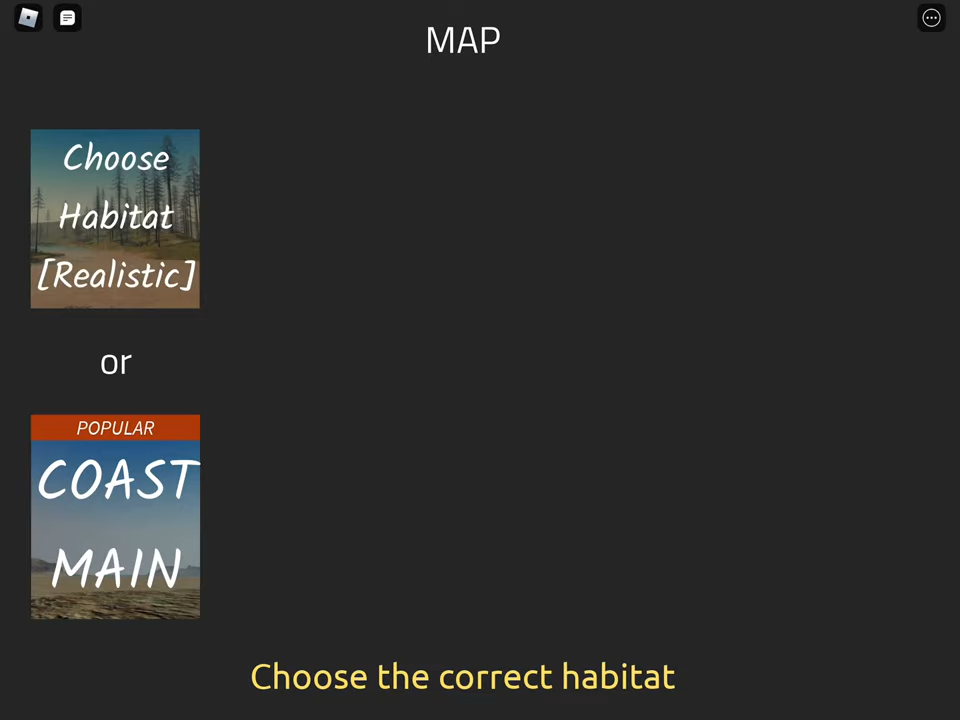 MAP
Choose
Habitat
[Realistic]
or
POPULAR
COAST
MAIN
Choose the correct habitat